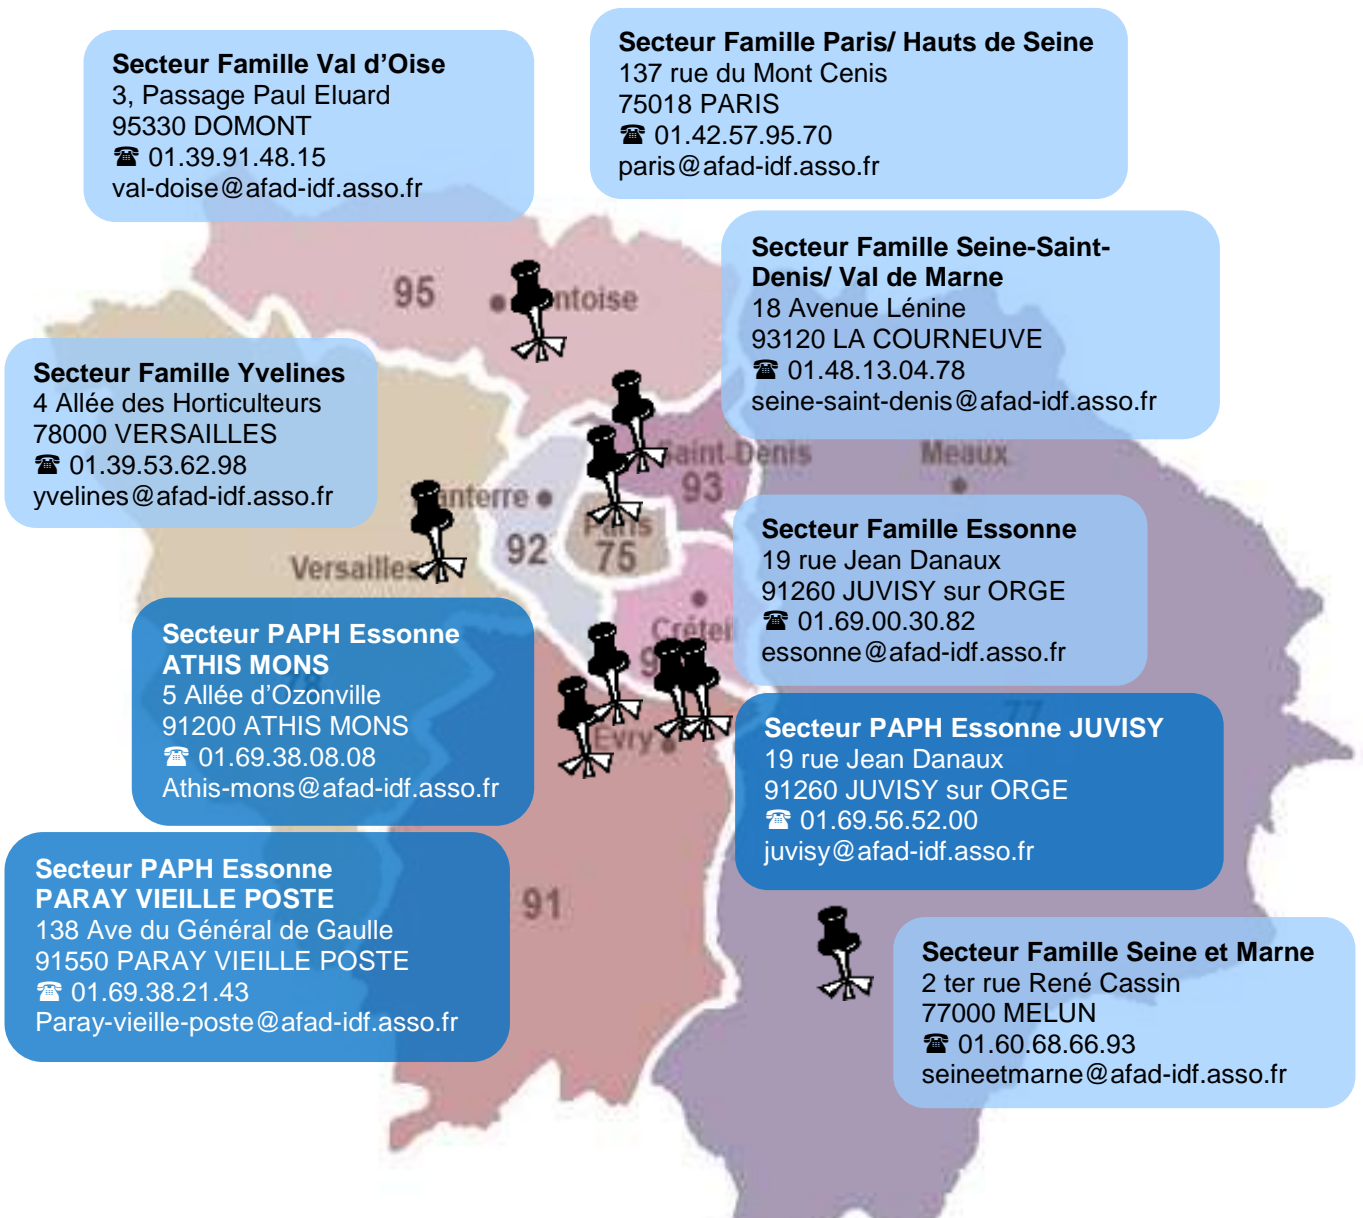 Secteur Famille Val d’Oise
3, Passage Paul Eluard
95330 DOMONT
☎ 01.39.91.48.15
val-doise@afad-idf.asso.fr
Secteur Famille Paris/ Hauts de Seine
137 rue du Mont Cenis
75018 PARIS
☎ 01.42.57.95.70
paris@afad-idf.asso.fr
Secteur Famille Seine-Saint-
Denis/ Val de Marne
18 Avenue Lénine
93120 LA COURNEUVE
☎ 01.48.13.04.78
seine-saint-denis@afad-idf.asso.fr
95
ntoise
Secteur Famille Yvelines
4 Allée des Horticulteurs
78000 VERSAILLES
☎ 01.39.53.62.98
yvelines@afad-idf.asso.fr
Saint-Denis
93
Meaux
anterre
92
Paris
75
Versailles
Secteur Famille Essonne
19 rue Jean Danaux
91260 JUVISY sur ORGE
☎ 01.69.00.30.82
essonne@afad-idf.asso.fr
Crétei
9
Secteur PAPH Essonne
ATHIS MONS
5 Allée d’Ozonville
91200 ATHIS MONS
☎ 01.69.38.08.08
Athis-mons@afad-idf.asso.fr
78
Evry
77
Secteur PAPH Essonne JUVISY
19 rue Jean Danaux
91260 JUVISY sur ORGE
☎ 01.69.56.52.00
juvisy@afad-idf.asso.fr
Secteur PAPH Essonne
PARAY VIEILLE POSTE
138 Ave du Général de Gaulle
91550 PARAY VIEILLE POSTE
☎ 01.69.38.21.43
Paray-vieille-poste@afad-idf.asso.fr
91
Secteur Famille Seine et Marne
2 ter rue René Cassin
77000 MELUN
☎ 01.60.68.66.93
seineetmarne@afad-idf.asso.fr